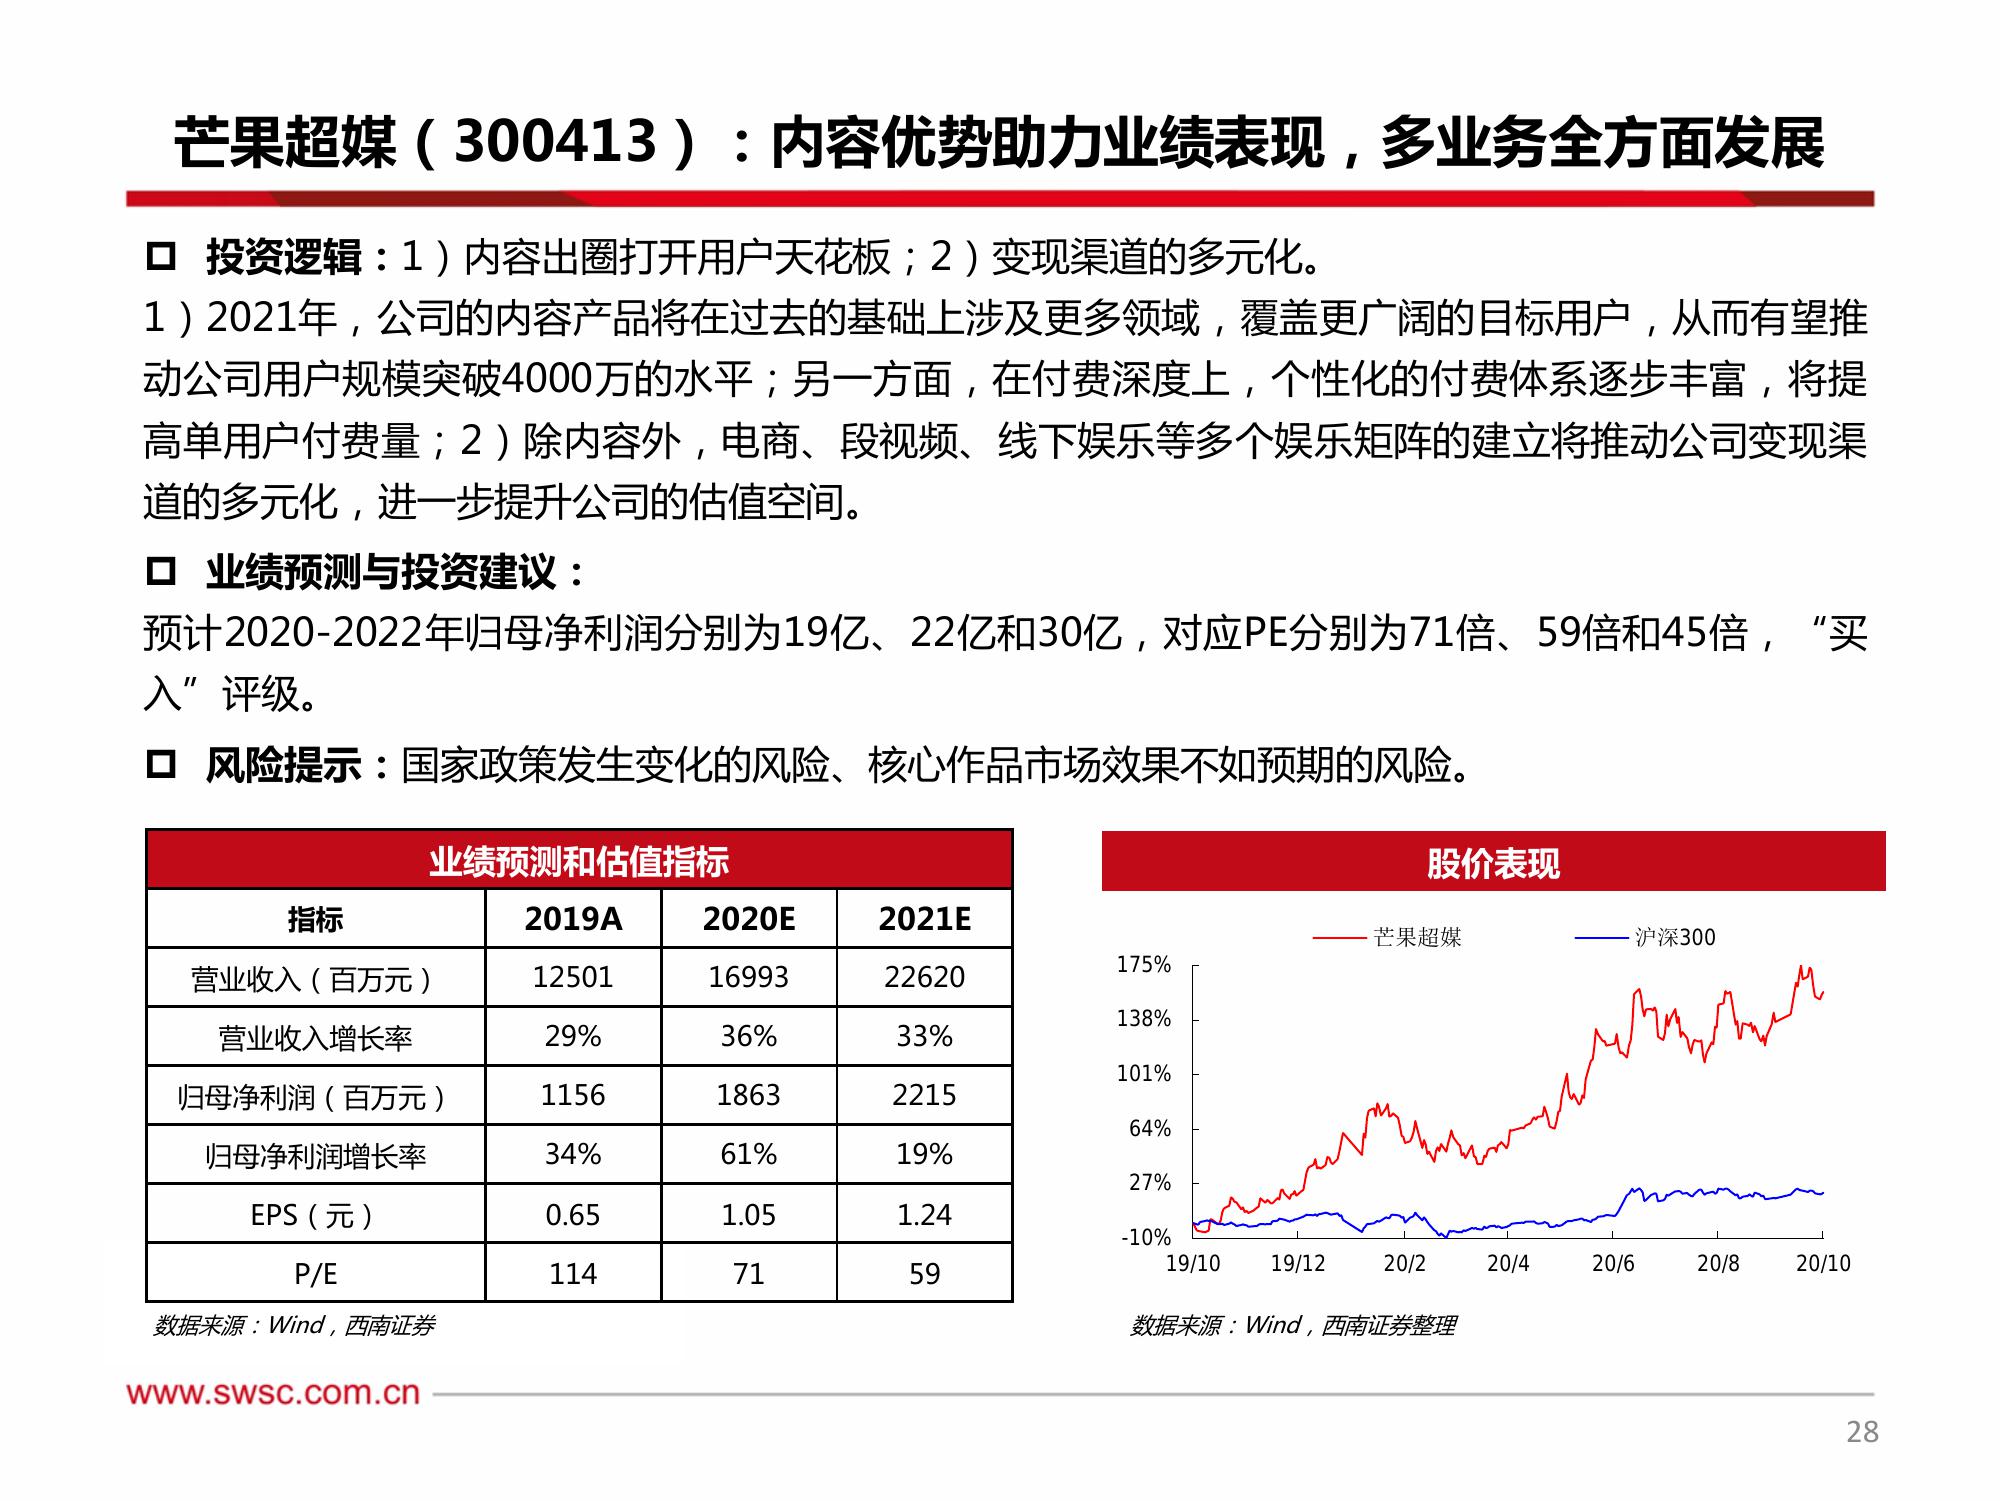 芒果超媒（300413）：内容优势助力业绩表现，多业务全方面发展
投资逻辑：1）内容出圈打开用户天花板；2）变现渠道的多元化。
1）2021年，公司的内容产品将在过去的基础上涉及更多领域，覆盖更广阔的目标用户，从而有望推
动公司用户规模突破4000万的水平；另一方面，在付费深度上，个性化的付费体系逐步丰富，将提
高单用户付费量；2）除内容外，电商、段视频、线下娱乐等多个娱乐矩阵的建立将推动公司变现渠
道的多元化，进一步提升公司的估值空间。
业绩预测与投资建议：
预计2020-2022年归母净利润分别为19亿、22亿和30亿，对应PE分别为71倍、59倍和45倍，“买
入”评级。
风险提示：国家政策发生变化的风险、核心作品市场效果不如预期的风险。
业绩预测和估值指标
指标 2019A 2020E 2021E
营业收入（百万元） 12501 16993 22620
营业收入增长率 29% 36% 33%
归母净利润（百万元） 1156 1863 2215
归母净利润增长率 34% 61% 19%
EPS（元） 0.65 1.05 1.24
P/E 114 71 59
数据来源：Wind，西南证券
股价表现
芒果超媒 沪深300
175%
138%
101%
64%
27%
-10%
19/10 19/12 20/2 20/4 20/6 20/8 20/10
数据来源：Wind，西南证券整理
www.swsc.com.cn
28